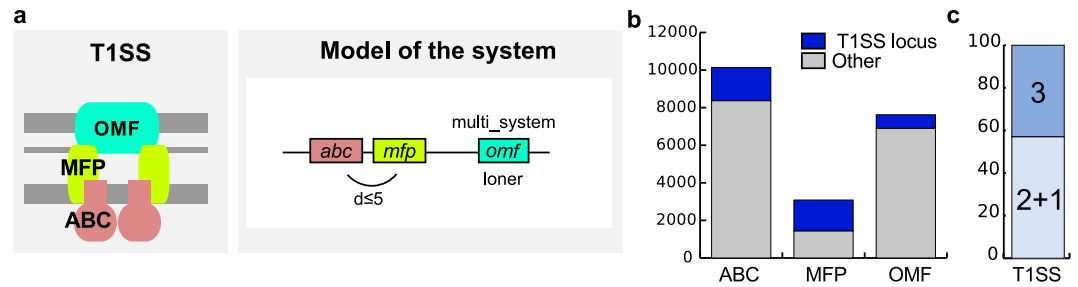 a
T1SS
OMF
MFP
ABC
Model of the system
multi_system
abc
mfp
omf
loner
d≤5
b
T1SS locus
Other
14000
12000
10000
8000
6000
4000
2000
0
ABC
MFP
OMF
c
100
80
60
40
20
0
3
2+1
T1SS